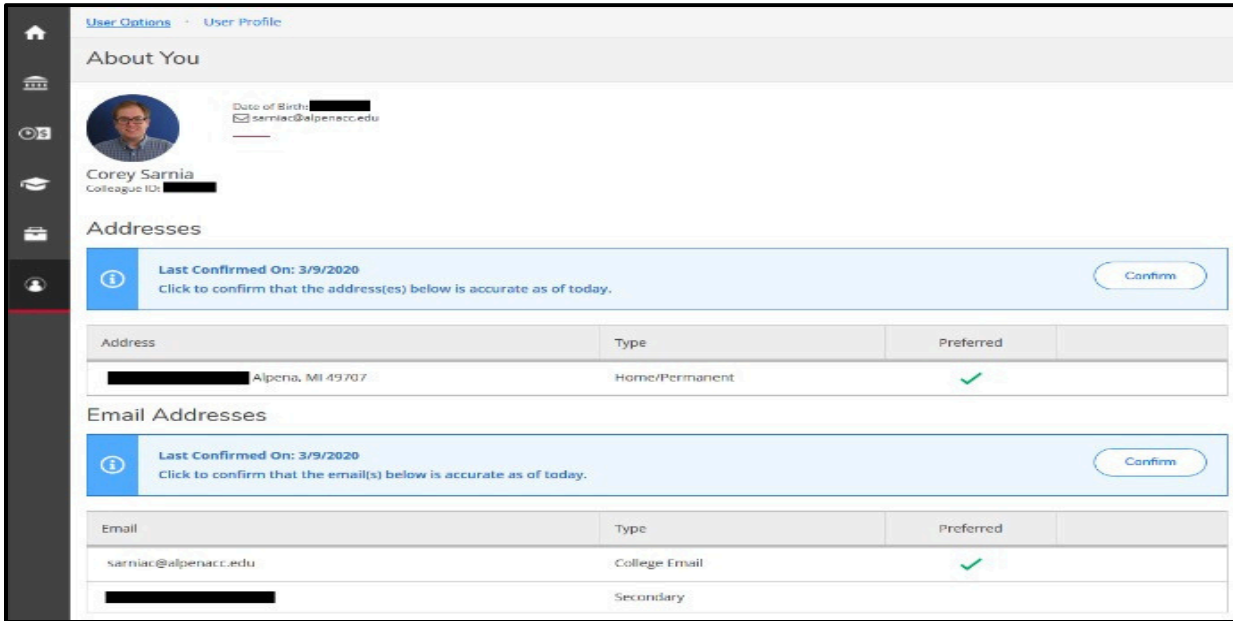 User Options · User Profile
About You
Date of Birth:
sarniac@alpenacc.edu
Corey Sarnia
Colleague ID:
Addresses
Last Confirmed On: 3/9/2020
Click to confirm that the address(es) below is accurate as of today.
Confirm
Address Type Preferred
Alpena, MI 49707 Home/Permanent
Email Addresses
Last Confirmed On: 3/9/2020
Click to confirm that the email(s) below is accurate as of today.
Confirm
Email Type Preferred
sarniac@alpenacc.edu College Email
Secondary